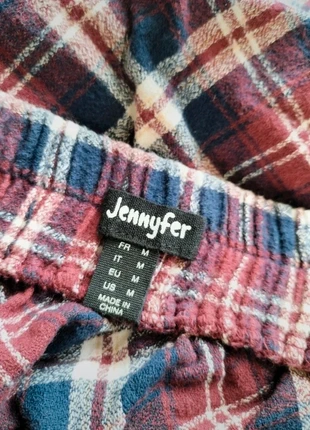 Jennyfer
FR M
IT M
EU M
US M
MADE IN
CHINA